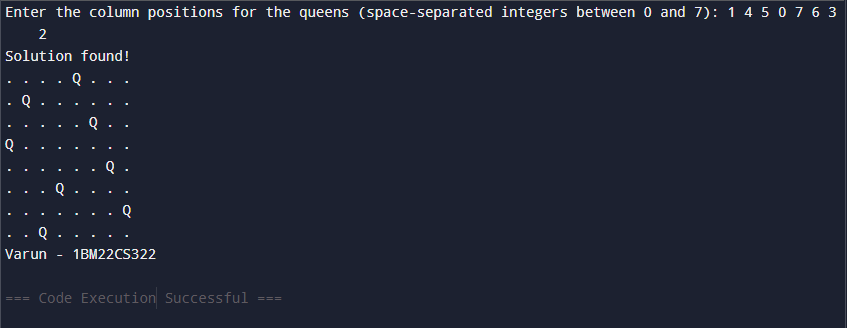 Enter the column positions for the queens (space-separated integers between 0 and 7): 1 4 5 0 7 6 3
2
Solution found!
. . . . Q . . .
. Q . . . . . .
. . . . . Q . .
Q . . . . . . .
. . . . . . Q .
. . . Q . . . .
. . . . . . . Q
. . Q . . . . .
Varun - 1BM22CS322
=== Code Execution Successful ===